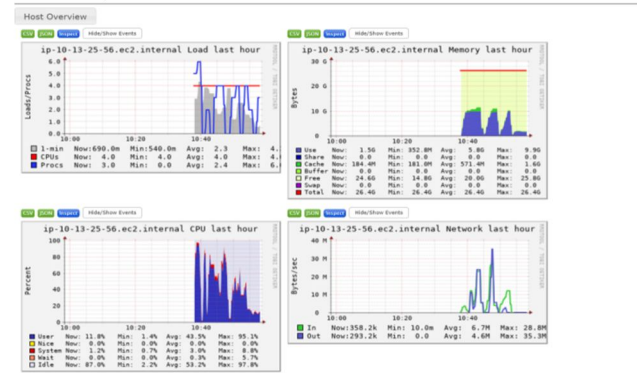 Host Overview
CSV JSON Inspect Hide/Show Events
ip-10-13-25-56.ec2.internal Load last hour
Loads/Procs
6.0
5.0
4.0
3.0
2.0
1.0
0.0
10:00 10:20 10:40
1-min Now:690.0m Min:540.0m Avg: 2.3 Max: 4.
CPUs Now: 4.0 Min: 4.0 Avg: 4.0 Max: 4.
Procs Now: 3.0 Min: 0.0 Avg: 2.4 Max: 6.
CSV JSON Inspect Hide/Show Events
ip-10-13-25-56.ec2.internal Memory last hour
Bytes
30 G
20 G
10 G
0
10:00 10:20 10:40
Use Now: 1.5G Min: 352.8M Avg: 5.8G Max: 9.9G
Share Now: 0.0 Min: 0.0 Avg: 0.0 Max: 0.0
Cache Now: 184.4M Min: 181.0M Avg: 571.4M Max: 1.6G
Buffer Now: 0.0 Min: 0.0 Avg: 0.0 Max: 0.0
Free Now: 24.6G Min: 14.8G Avg: 20.0G Max: 25.8G
Swap Now: 0.0 Min: 0.0 Avg: 0.0 Max: 0.0
Total Now: 26.4G Min: 26.4G Avg: 26.4G Max: 26.4G
CSV JSON Inspect Hide/Show Events
ip-10-13-25-56.ec2.internal CPU last hour
Percent
100
80
60
40
20
0
10:00 10:20 10:40
User Now: 11.8% Min: 1.4% Avg: 43.5% Max: 95.1%
Nice Now: 0.0% Min: 0.0% Avg: 0.0% Max: 0.0%
System Now: 1.2% Min: 0.7% Avg: 3.0% Max: 8.8%
Wait Now: 0.0% Min: 0.0% Avg: 0.3% Max: 5.7%
Idle Now: 87.0% Min: 2.2% Avg: 53.2% Max: 97.8%
CSV JSON Inspect Hide/Show Events
ip-10-13-25-56.ec2.internal Network last hour
Bytes/sec
40 M
30 M
20 M
10 M
0
10:00 10:20 10:40
In Now:358.2k Min: 10.0m Avg: 6.7M Max: 28.8M
Out Now:293.2k Min: 0.0 Avg: 4.6M Max: 35.3M